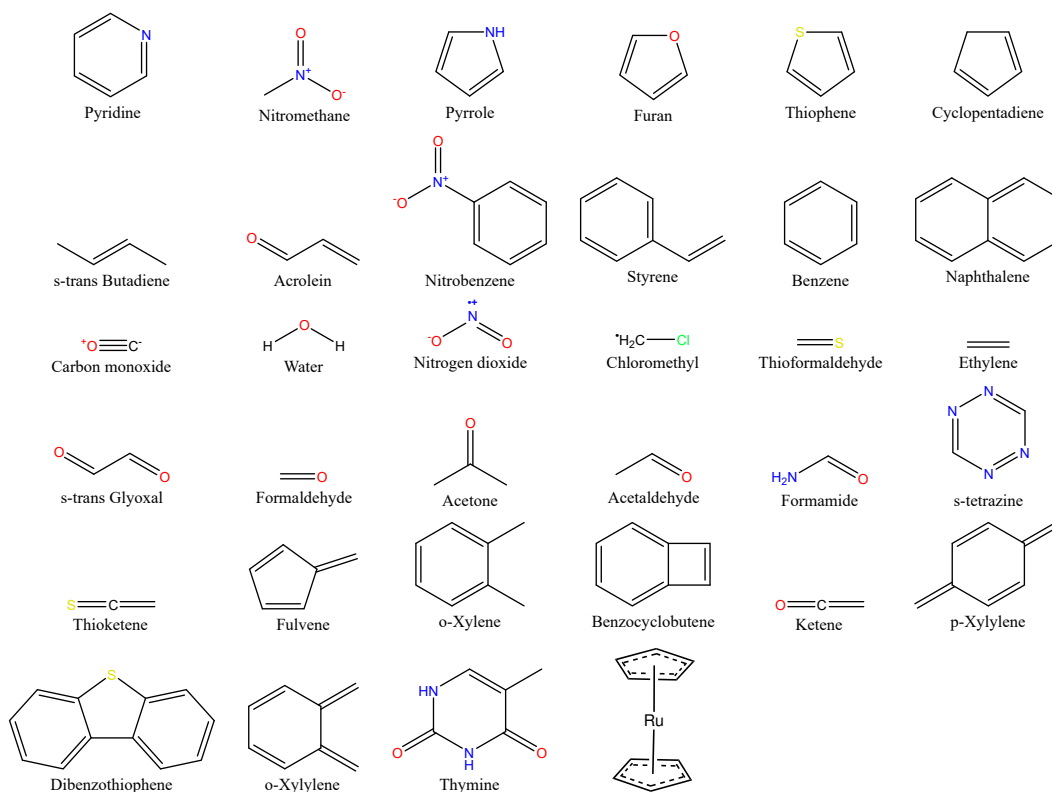 N
Pyridine
O
N+
O-
Nitromethane
NH
Pyrrole
O
Furan
S
Thiophene
Cyclopentadiene
s-trans Butadiene
O
Acrolein
O
N+
-O
Nitrobenzene
Styrene
Benzene
Naphthalene
+O C-
Carbon monoxide
O
H H
Water
N
•+
-O O
Nitrogen dioxide
•H2C Cl
Chloromethyl
S
Thioformaldehyde
Ethylene
O
O
s-trans Glyoxal
O
Formaldehyde
O
Acetone
O
Acetaldehyde
H2N O
Formamide
N
N
N
N
s-tetrazine
S C
Thioketene
Fulvene
o-Xylene
Benzocyclobutene
O C
Ketene
p-Xylylene
S
Dibenzothiophene
o-Xylylene
HN
O N O
H
Thymine
Ru